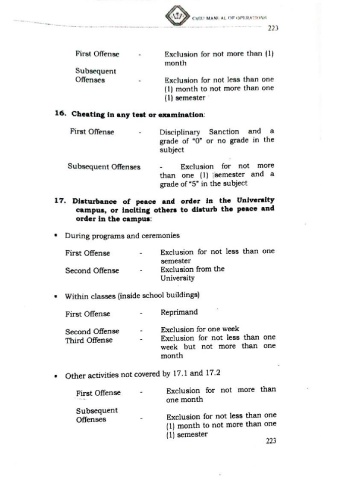 CMU MANUAL OF OPERATIONS
223
First Offense - Exclusion for not more than (1)
month
Subsequent
Offenses - Exclusion for not less than one
(1) month to not more than one
(1) semester
16. Cheating in any test or examination:
First Offense - Disciplinary Sanction and a
grade of "0" or no grade in the
subject
Subsequent Offenses - Exclusion for not more
than one (1) semester and a
grade of "5" in the subject
17. Disturbance of peace and order in the University
campus, or inciting others to disturb the peace and
order in the campus:
• During programs and ceremonies
First Offense - Exclusion for not less than one
semester
Second Offense - Exclusion from the
University
• Within classes (inside school buildings)
First Offense - Reprimand
Second Offense - Exclusion for one week
Third Offense - Exclusion for not less than one
week but not more than one
month
• Other activities not covered by 17.1 and 17.2
First Offense - Exclusion for not more than
one month
Subsequent
Offenses - Exclusion for not less than one
(1) month to not more than one
(1) semester
223